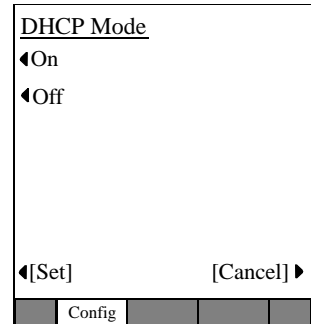 DHCP Mode
On
Off
[Set] [Cancel]
Config